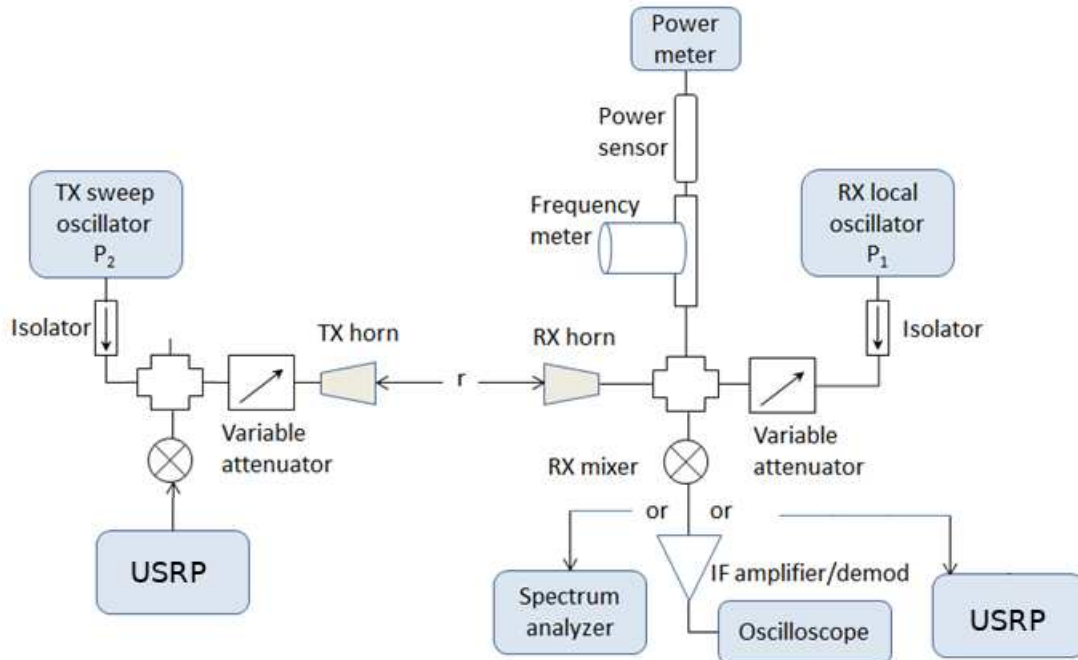 Power
meter
Power
sensor
TX sweep
oscillator
P2
RX local
oscillator
P1
Frequency
meter
Isolator
TX horn
RX horn
Isolator
r
Variable
attenuator
RX mixer
Variable
attenuator
or or
USRP
IF amplifier/demod
Spectrum
analyzer
Oscilloscope
USRP